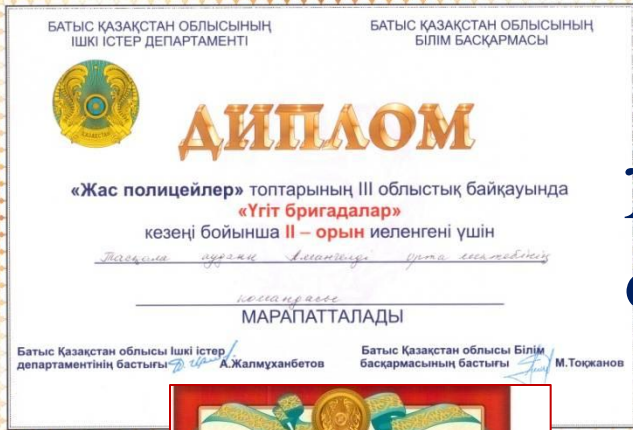 БАТЫС ҚАЗАҚСТАН ОБЛЫСЫНЫҢ
ІШКІ ІСТЕР ДЕПАРТАМЕНТІ
БАТЫС ҚАЗАҚСТАН ОБЛЫСЫНЫҢ
БІЛІМ БАСҚАРМАСЫ
ҚАЗАҚСТАН
ДИПЛОМ
«Жас полицейлер» топтарының III облыстық байқауында
«Үгіт бригадалар»
кезеңі бойынша II – орын иеленгені үшін
Тасқала ауданы Амангелді орта мектебінің
командасы
МАРАПАТТАЛАДЫ
Батыс Қазақстан облысы Ішкі істер
департаментінің бастығы А.Жалмұханбетов
Батыс Қазақстан облысы Білім
басқармасының бастығы М.Тоқжанов